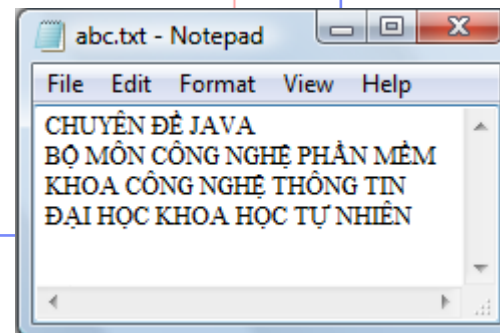 abc.txt - Notepad
File Edit Format View Help
CHUYÊN ĐỀ JAVA
BỘ MÔN CÔNG NGHỆ PHẦN MỀM
KHOA CÔNG NGHỆ THÔNG TIN
ĐẠI HỌC KHOA HỌC TỰ NHIÊN